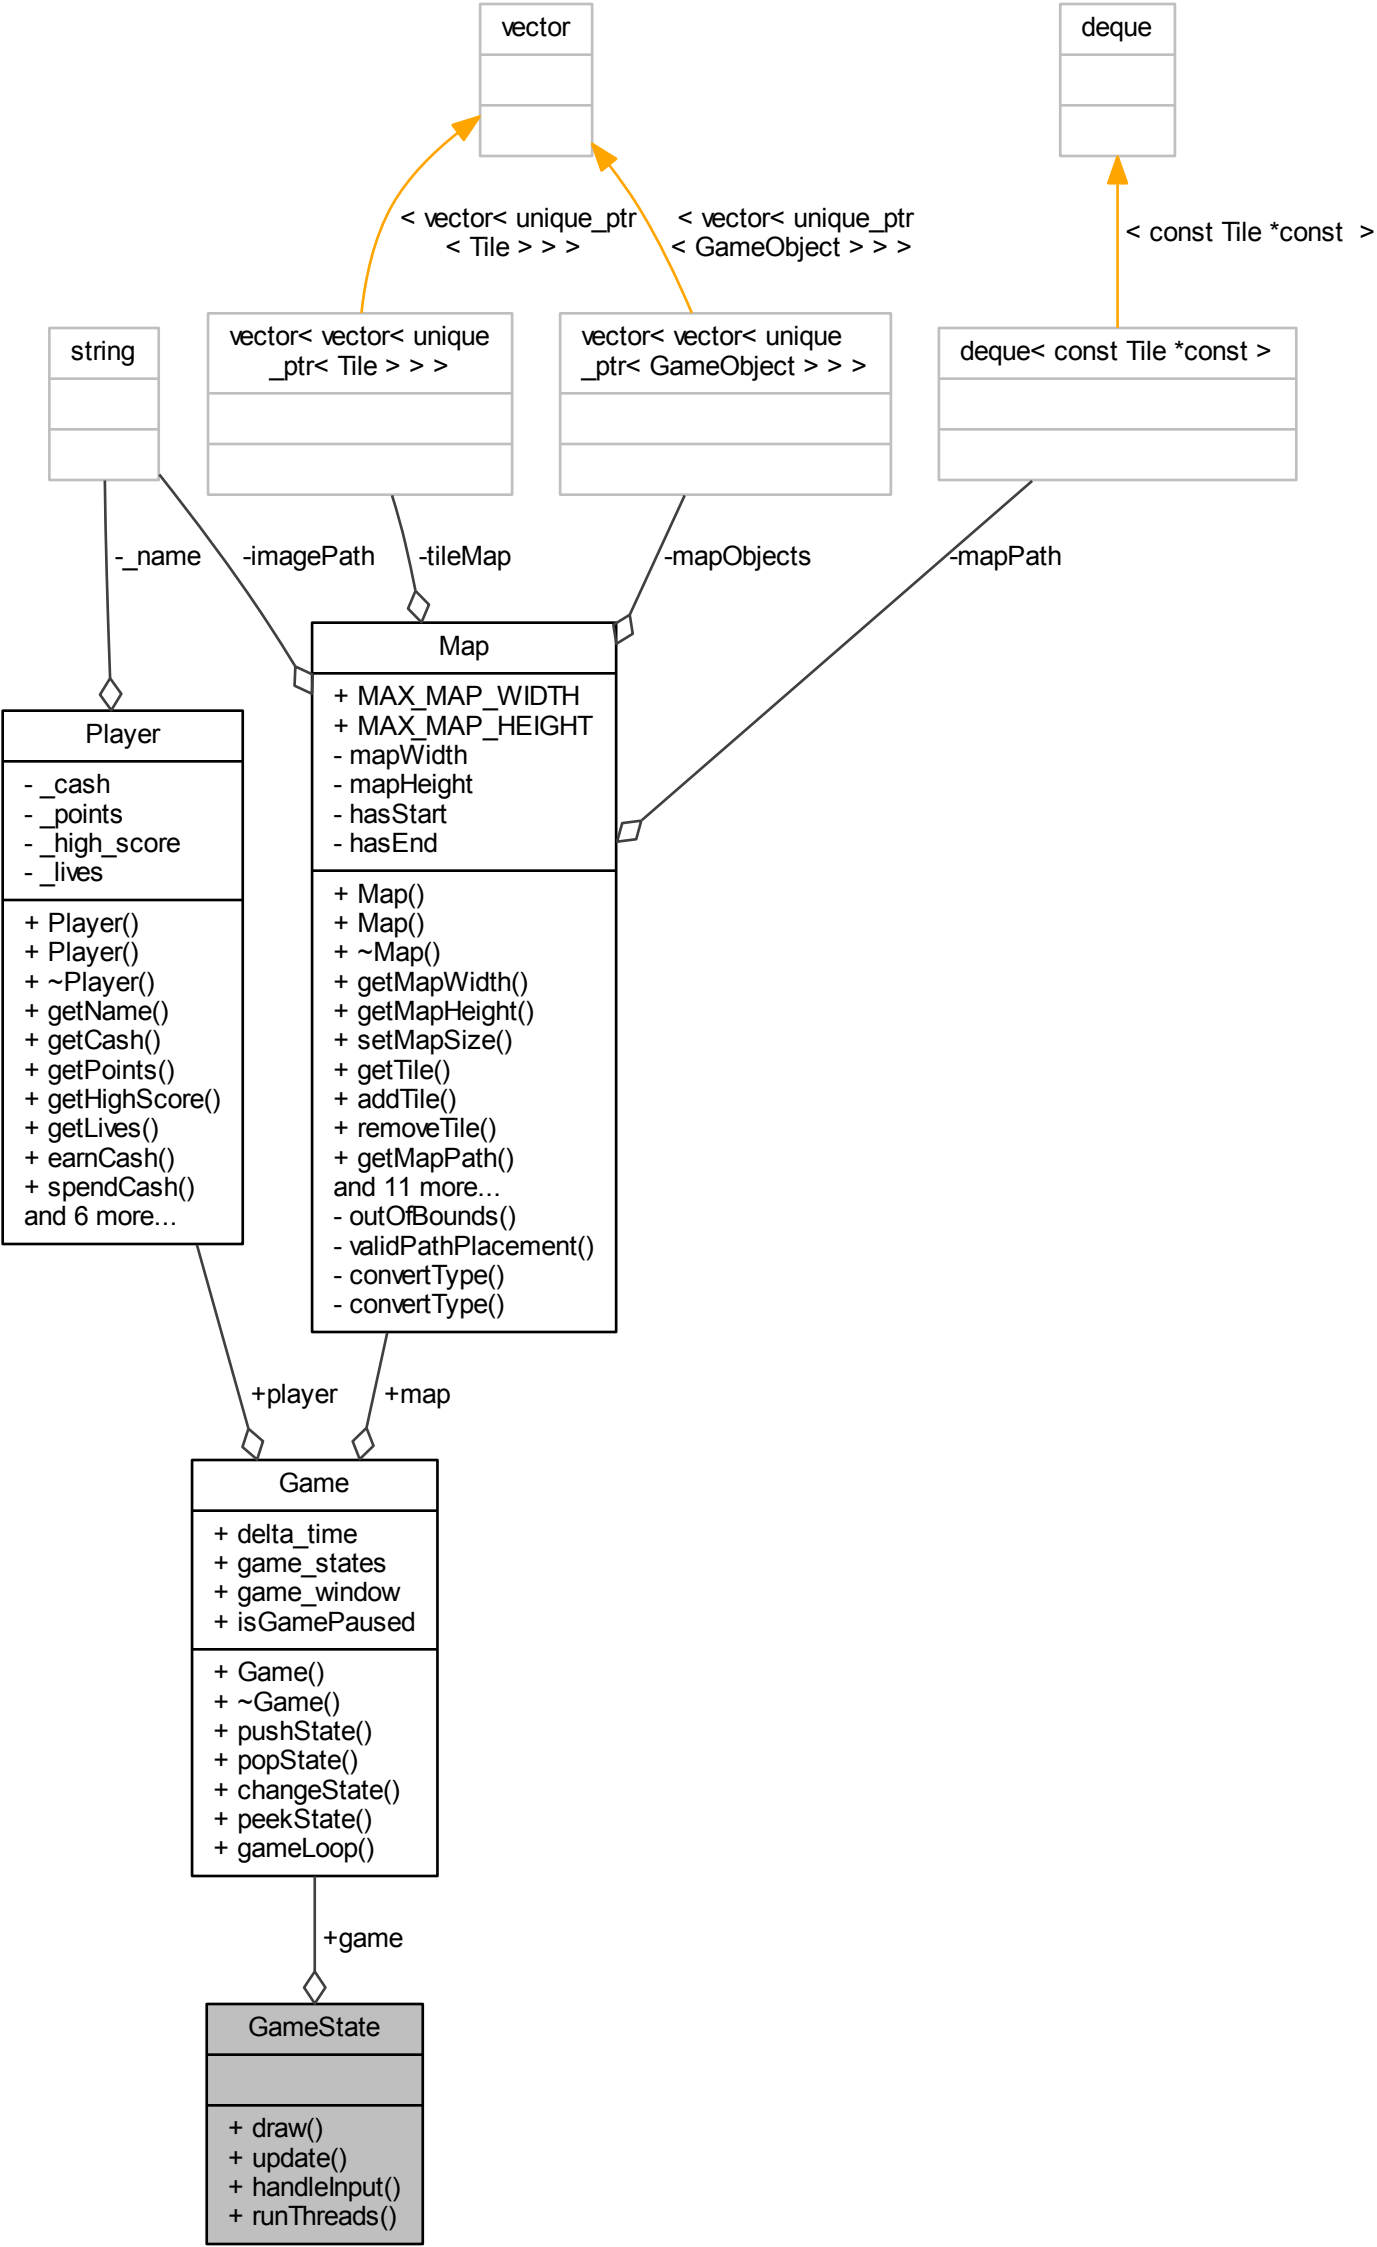 vector
deque
< vector< unique_ptr
< Tile > > >
< vector< unique_ptr
< GameObject > > >
< const Tile *const  >
string
vector< vector< unique
_ptr< Tile > > >
vector< vector< unique
_ptr< GameObject > > >
deque< const Tile *const >
-_name
-imagePath
-tileMap
-mapObjects
-mapPath
Map
+ MAX_MAP_WIDTH
+ MAX_MAP_HEIGHT
- mapWidth
- mapHeight
- hasStart
- hasEnd
+ Map()
+ Map()
+ ~Map()
+ getMapWidth()
+ getMapHeight()
+ setMapSize()
+ getTile()
+ addTile()
+ removeTile()
+ getMapPath()
and 11 more...
- outOfBounds()
- validPathPlacement()
- convertType()
- convertType()
Player
- _cash
- _points
- _high_score
- _lives
+ Player()
+ Player()
+ ~Player()
+ getName()
+ getCash()
+ getPoints()
+ getHighScore()
+ getLives()
+ earnCash()
+ spendCash()
and 6 more...
+player
+map
Game
+ delta_time
+ game_states
+ game_window
+ isGamePaused
+ Game()
+ ~Game()
+ pushState()
+ popState()
+ changeState()
+ peekState()
+ gameLoop()
+game
GameState
+ draw()
+ update()
+ handleInput()
+ runThreads()